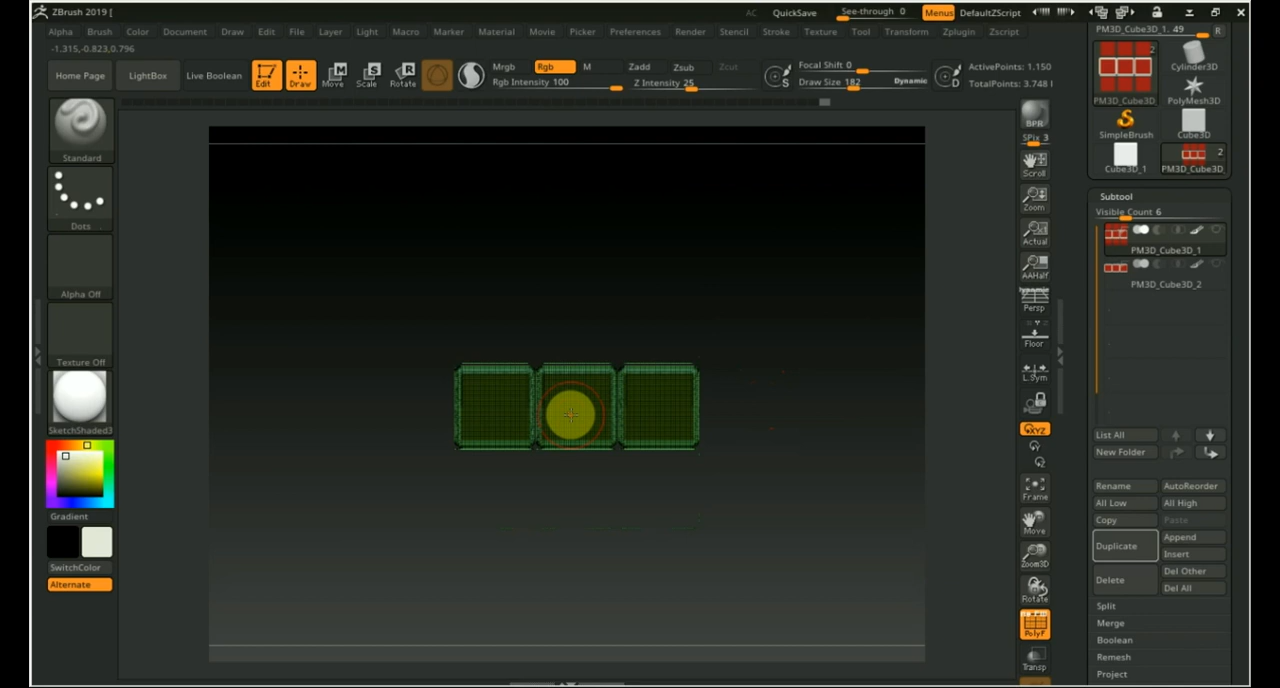 ZBrush 2019 [
AC QuickSave See-through 0 Menus DefaultZScript
Alpha Brush Color Document Draw Edit File Layer Light Macro Marker Material Movie Picker Preferences Render Stencil Stroke Texture Tool Transform Zplugin Zscript
-1.315,-0.823,0.796
Home Page LightBox Live Boolean Edit Draw Move Scale Rotate
Mrgb Rgb M Zadd Zsub Zcut
Rgb Intensity 100 Z Intensity 25
Focal Shift 0
Draw Size 182 Dynamic
ActivePoints: 1.150
TotalPoints: 3.748
Standard
Dots
Alpha Off
Texture Off
SketchShaded3
Gradient
SwitchColor
Alternate
BPR
SPix 3
Scroll
Zoom
Actual
AAHalf
Dynamic
Persp
Floor
L.Sym
XYZ
Frame
Move
Zoom3D
Rotate
PolyF
Transp
PM3D_Cube3D_1. 49 R
2
PM3D_Cube3D_
Cylinder3D
PolyMesh3D
SimpleBrush
Cube3D
Cube3D_1
2
PM3D_Cube3D_
Subtool
Visible Count 6
PM3D_Cube3D_1
PM3D_Cube3D_2
List All
New Folder
Rename AutoReorder
All Low All High
Copy Paste
Duplicate Append
Insert
Delete Del Other
Del All
Split
Merge
Boolean
Remesh
Project